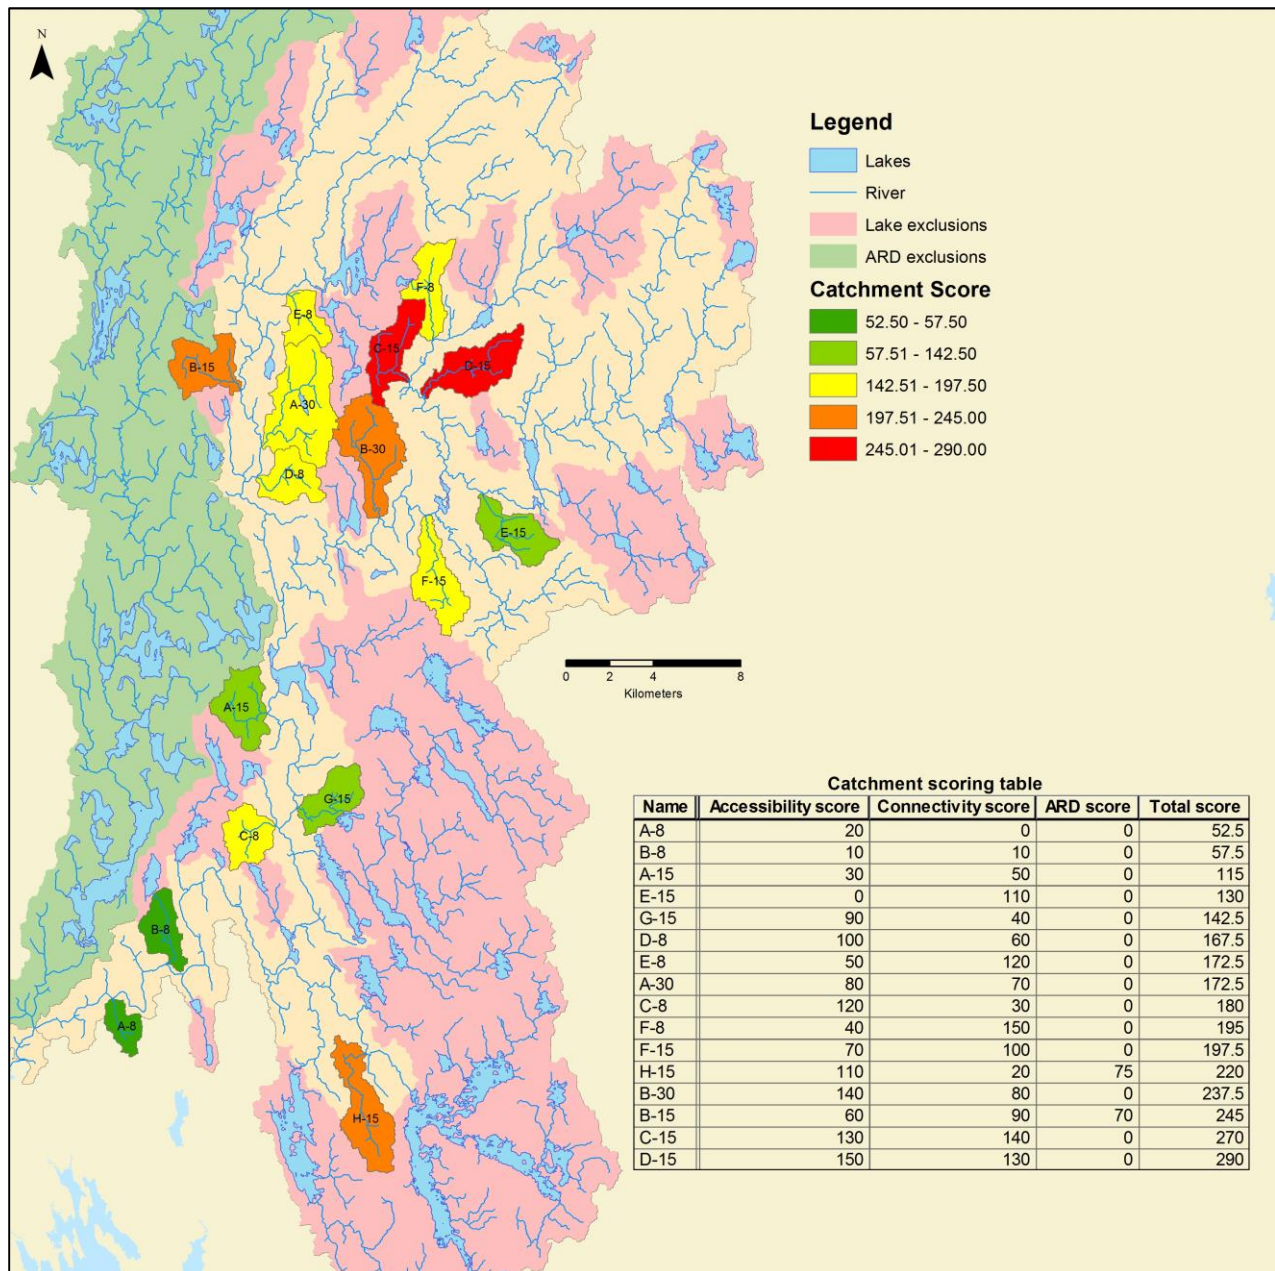 N
Legend
Lakes
River
Lake exclusions
ARD exclusions
Catchment Score
52.50 - 57.50
57.51 - 142.50
142.51 - 197.50
197.51 - 245.00
245.01 - 290.00
F-8
E-8
C-15
B-15
D-15
A-30
B-30
D-8
E-15
F-15
0 2 4 8
Kilometers
A-15
G-15
C-8
B-8
A-8
H-15
Catchment scoring table
Name Accessibility score Connectivity score ARD score Total score
A-8 20 0 0 52.5
B-8 10 10 0 57.5
A-15 30 50 0 115
E-15 0 110 0 130
G-15 90 40 0 142.5
D-8 100 60 0 167.5
E-8 50 120 0 172.5
A-30 80 70 0 172.5
C-8 120 30 0 180
F-8 40 150 0 195
F-15 70 100 0 197.5
H-15 110 20 75 220
B-30 140 80 0 237.5
B-15 60 90 70 245
C-15 130 140 0 270
D-15 150 130 0 290